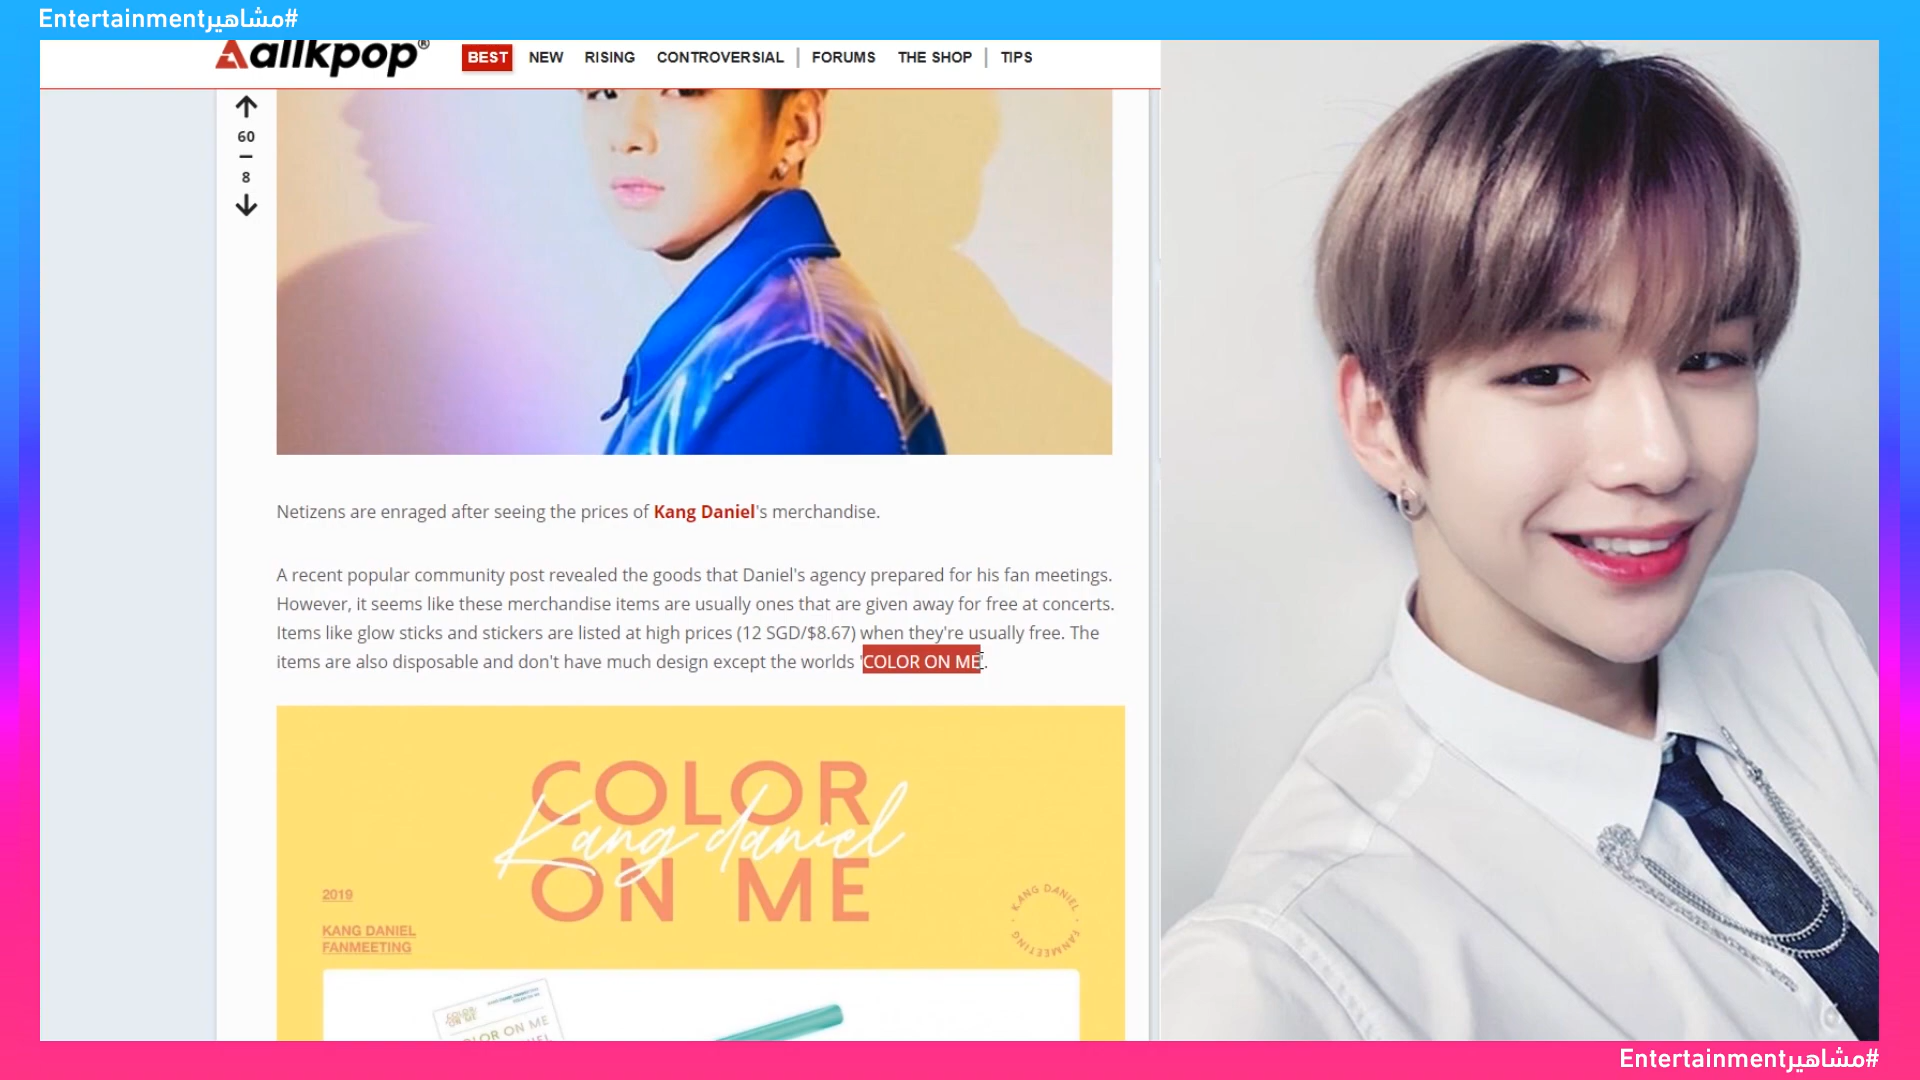 #مشاهيرEntertainment
allkpop®
BEST NEW RISING CONTROVERSIAL | FORUMS THE SHOP | TIPS
60
8
Netizens are enraged after seeing the prices of Kang Daniel's merchandise.
A recent popular community post revealed the goods that Daniel's agency prepared for his fan meetings.
However, it seems like these merchandise items are usually ones that are given away for free at concerts.
Items like glow sticks and stickers are listed at high prices (12 SGD/$8.67) when they're usually free. The
items are also disposable and don't have much design except the worlds 'COLOR ON ME'.
COLOR
Kang daniel
ON ME
2019
KANG DANIEL
FANMEETING
KANG DANIEL · FANMEETING ·
COLOR
ON ME
COLOR ON ME
#مشاهيرEntertainment